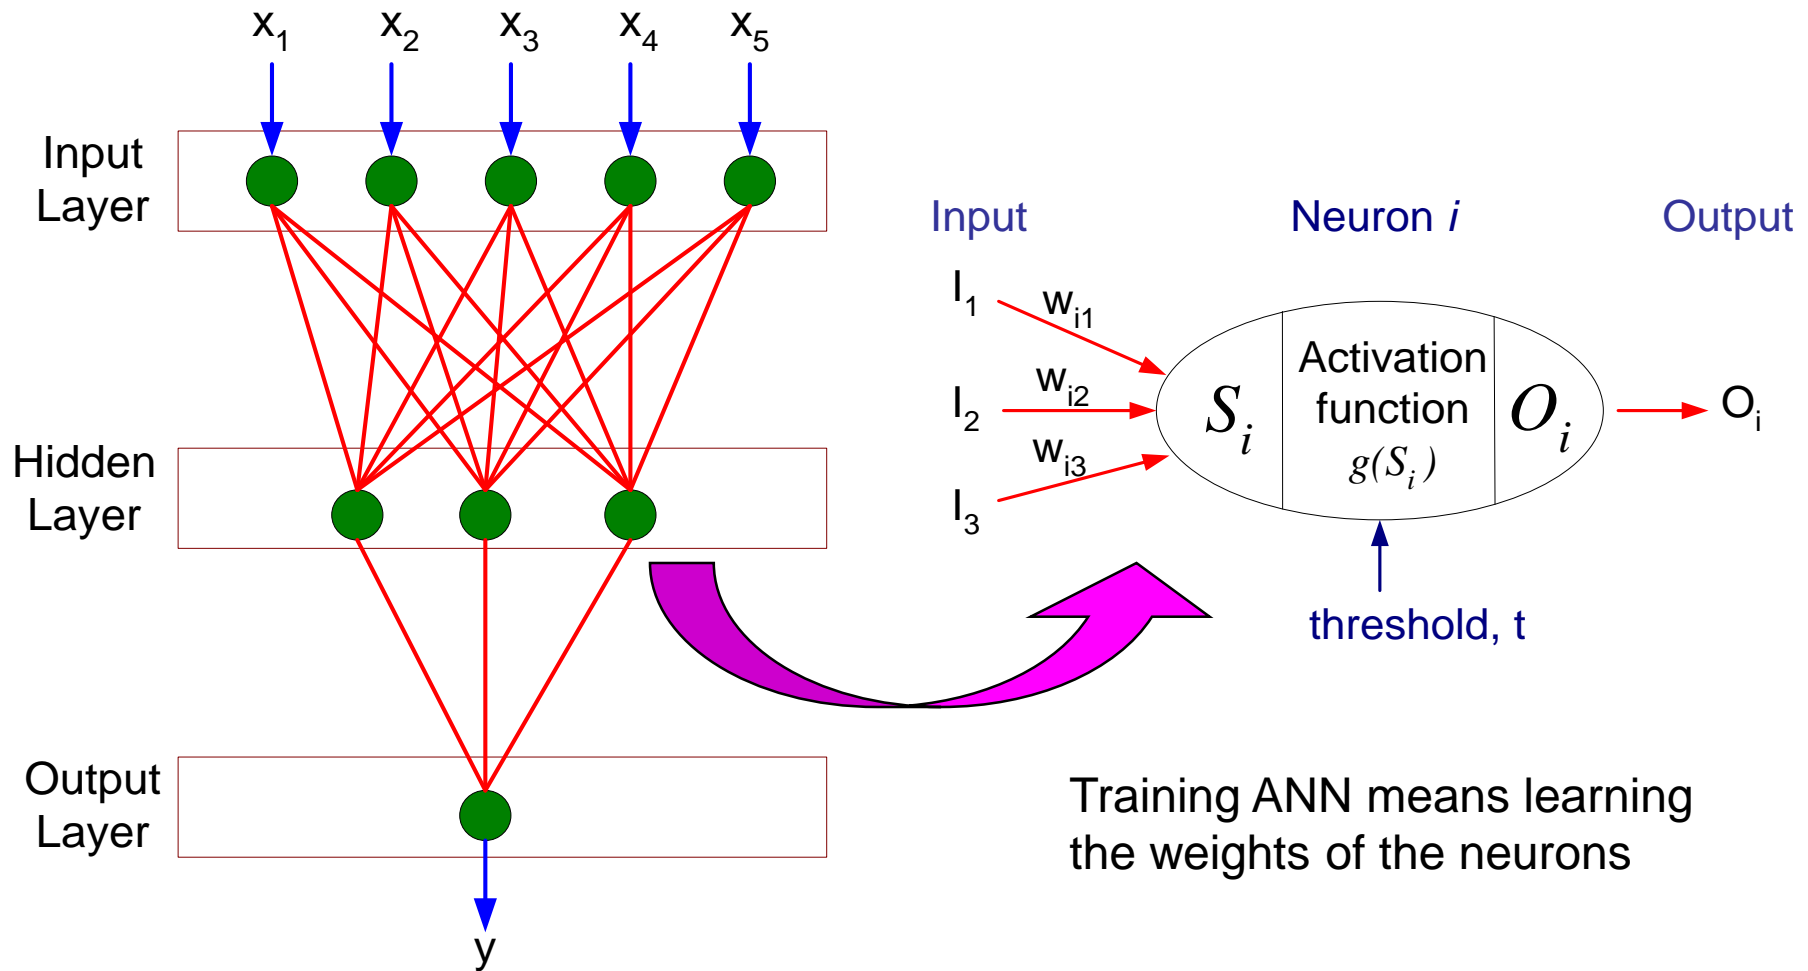 x1 x2 x3 x4 x5
Input
Layer
Hidden
Layer
Output
Layer
y
Input Neuron i Output
I1 wi1
I2 wi2
I3 wi3
Si
Activation
function
g(Si)
Oi
Oi
threshold, t
Training ANN means learning
the weights of the neurons